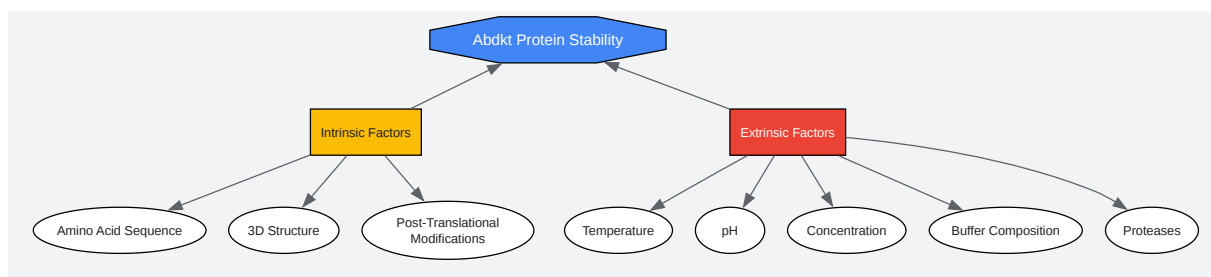 Abdkt Protein Stability
Intrinsic Factors
Extrinsic Factors
Amino Acid Sequence
3D Structure
Post-Translational
Modifications
Temperature
pH
Concentration
Buffer Composition
Proteases